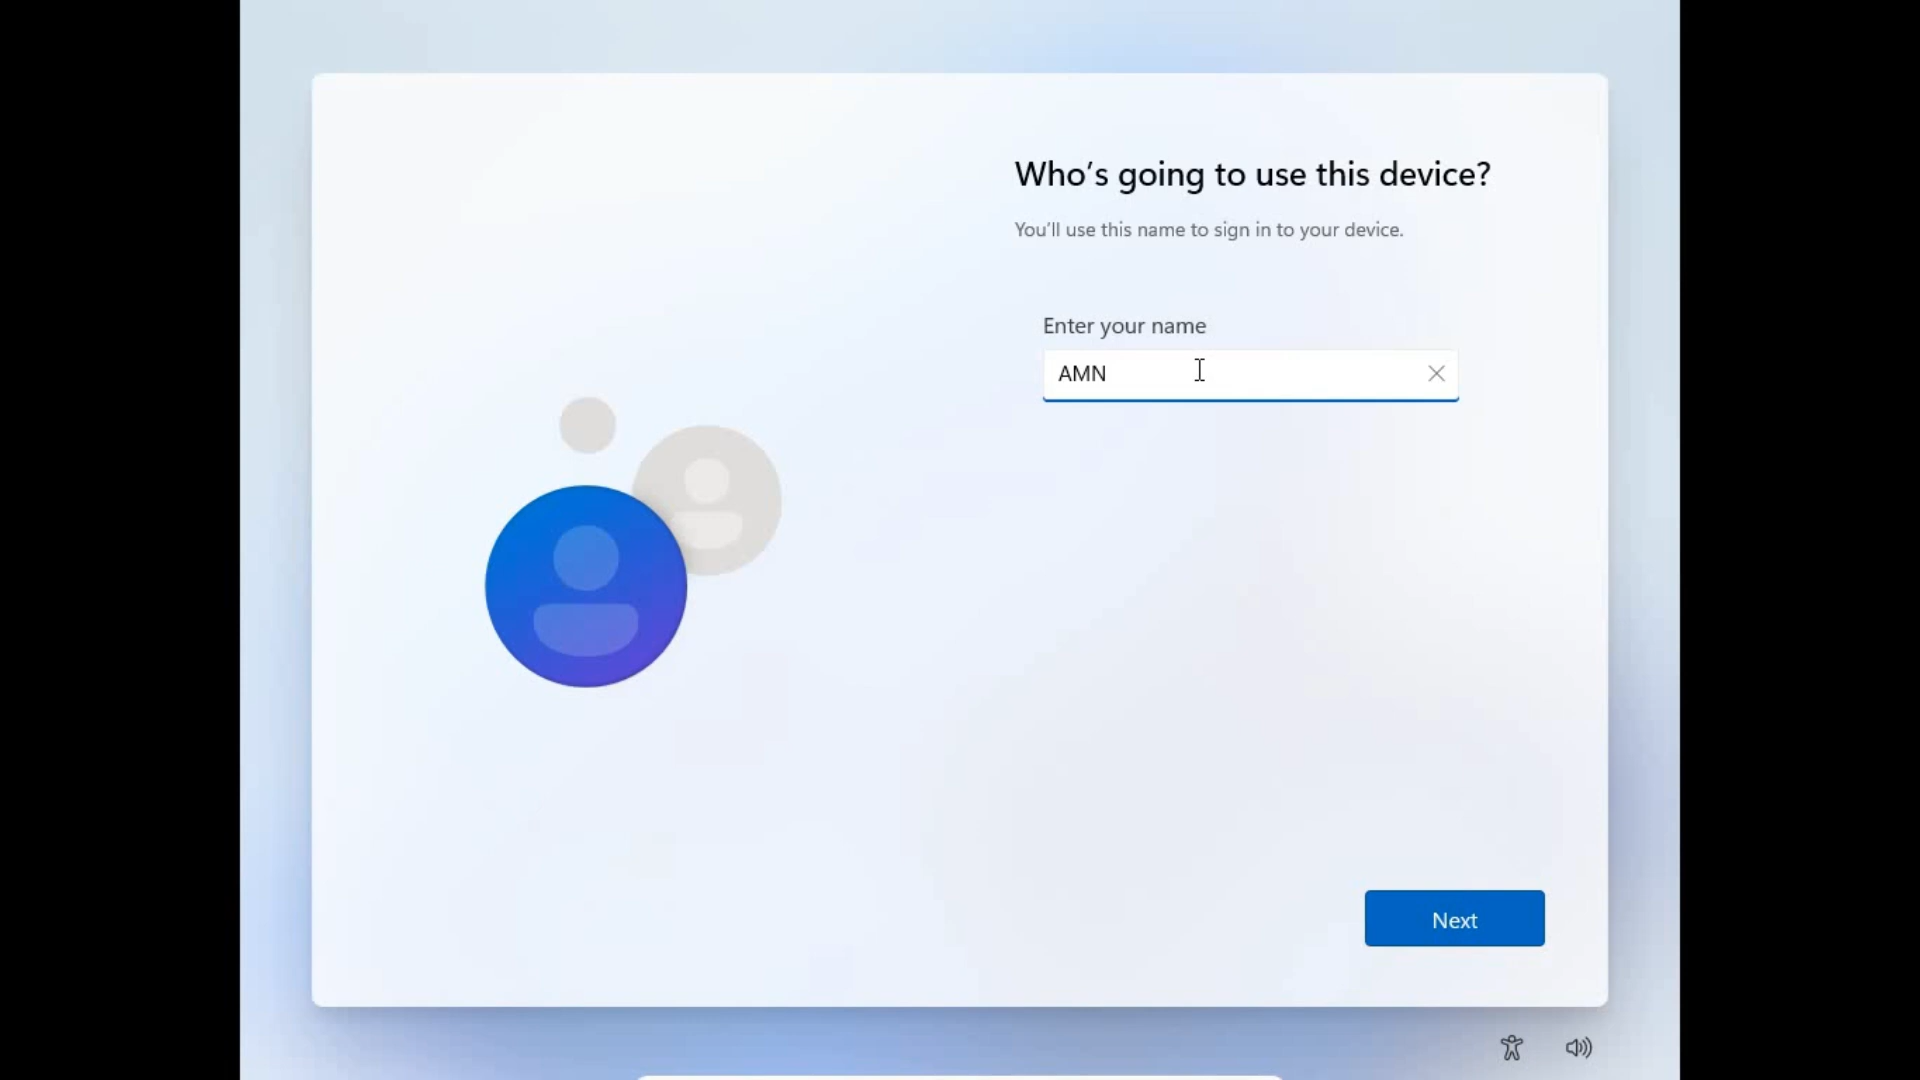 Who’s going to use this device?
You’ll use this name to sign in to your device.
Enter your name
AMN
Next